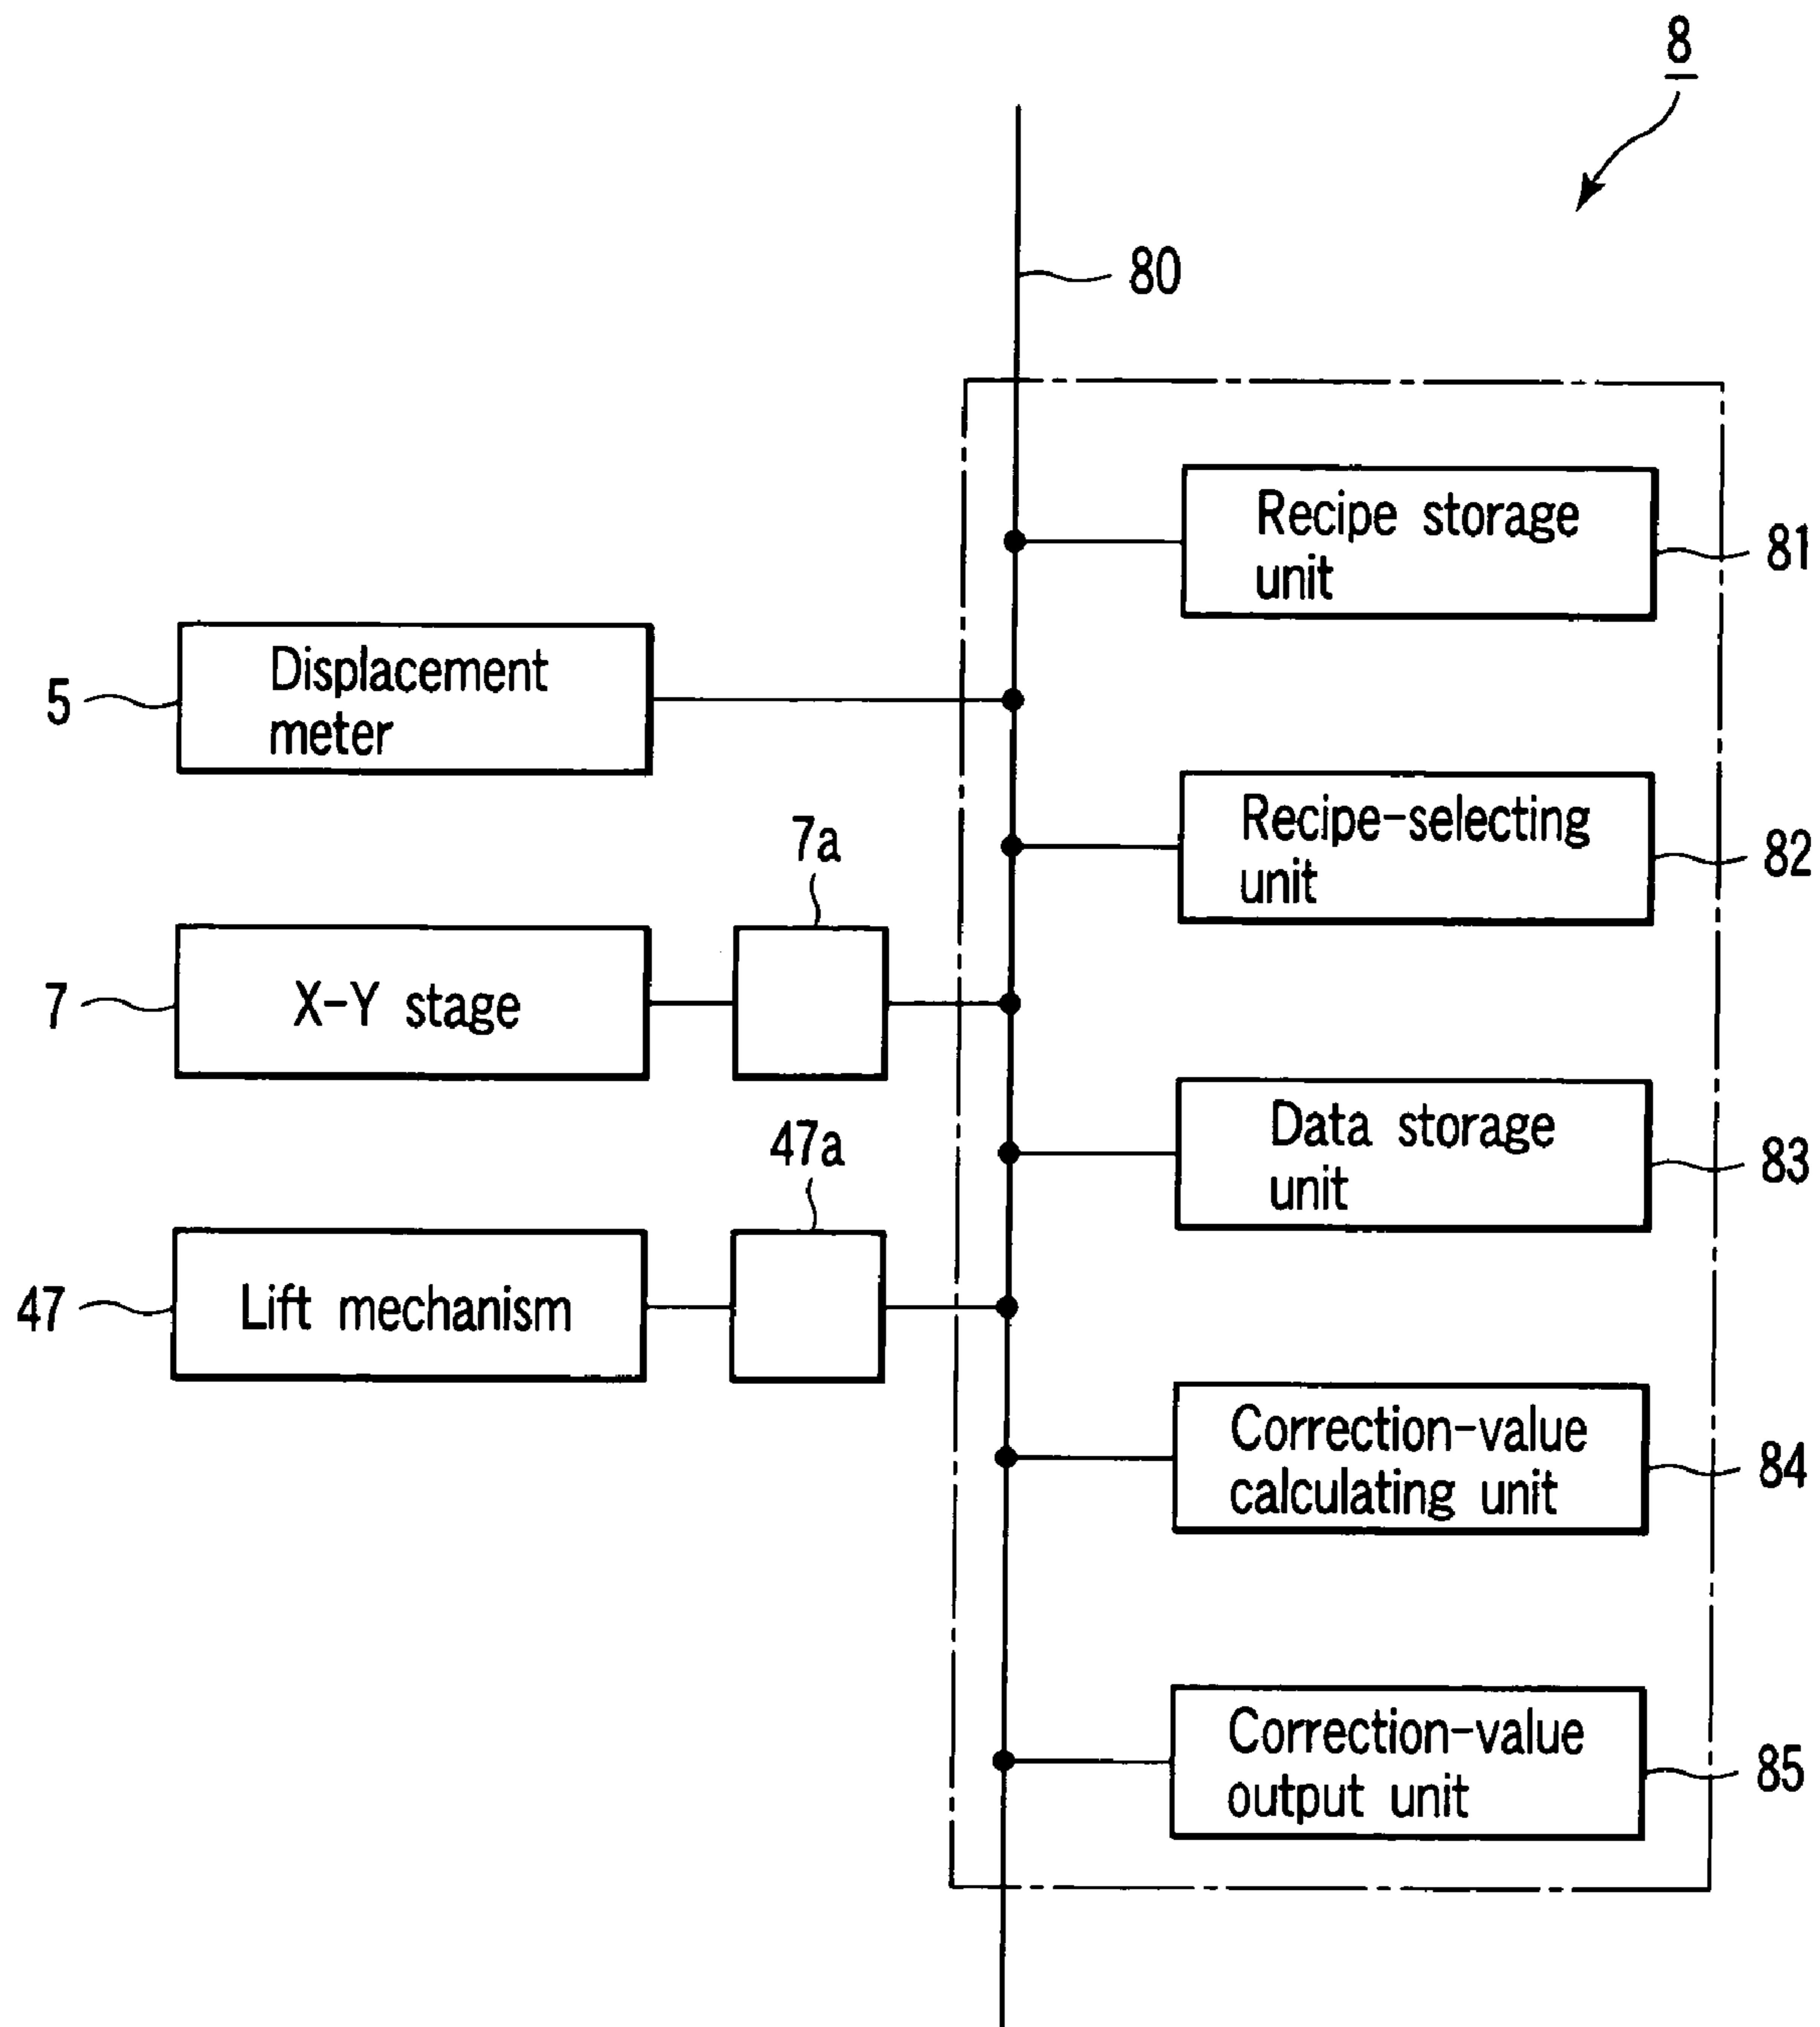 8
80
Recipe storage
unit
81
5
Displacement
meter
Recipe-selecting
unit
82
7a
7
X-Y stage
Data storage
unit
83
47a
47
Lift mechanism
Correction-value
calculating unit
84
Correction-value
output unit
85